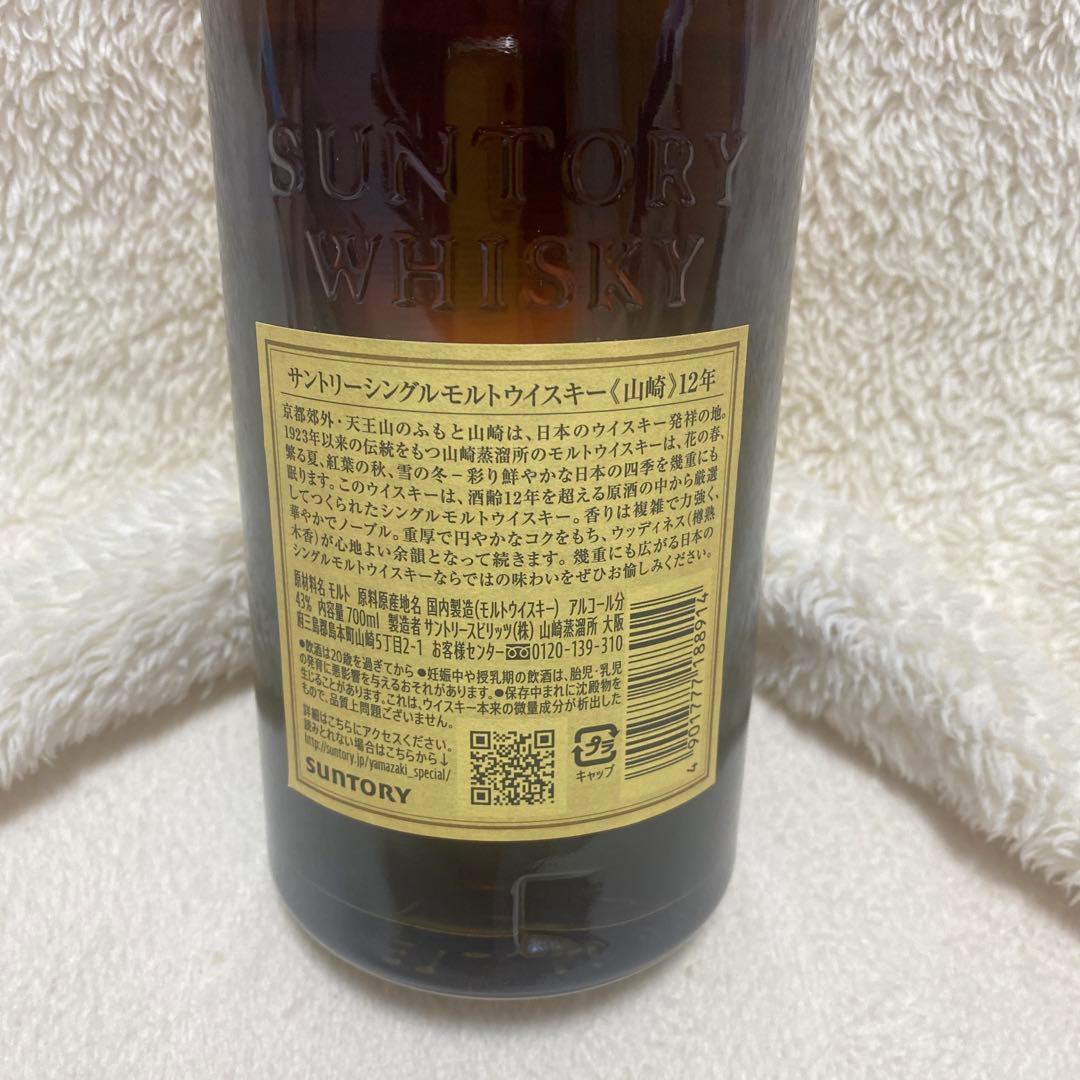 SUNTORY
WHISKY
サントリーシングルモルトウイスキー《山崎》12年
京都郊外・天王山のふもと山崎は、日本のウイスキー発祥の地。
1923年以来の伝統をもつ山崎蒸溜所のモルトウイスキーは、花の春、
繁る夏、紅葉の秋、雪の冬−彩り鮮やかな日本の四季を幾重にも
眠ります。このウイスキーは、酒齢12年を超える原酒の中から厳選
してつくられたシングルモルトウイスキー。香りは複雑で力強く、
華やかでノーブル。重厚で円やかなコクをもち、ウッディネス(樽熟
木香)が心地よい余韻となって続きます。幾重にも広がる日本の
シングルモルトウイスキーならではの味わいをぜひお愉しみください。
原材料名 モルト 原料原産地名 国内製造(モルトウイスキー) アルコール分
43% 内容量700ml 製造者 サントリースピリッツ(株) 山崎蒸溜所 大阪
府三島郡島本町山崎5丁目2-1 お客様センター 0120-139-310
●飲酒は20歳を過ぎてから ●妊娠中や授乳期の飲酒は、胎児・乳児
の発育に悪影響を与えるおそれがあります。●保存中まれに沈殿物を
生じることがあります。これは、ウイスキー本来の微量成分が析出した
もので、品質上問題ございません。
詳細はこちらにアクセスください。
読みとれない場合はこちらから↓
http://suntory.jp/yamazaki_special/
SUNTORY
プラ
キャップ
4 901777 188914